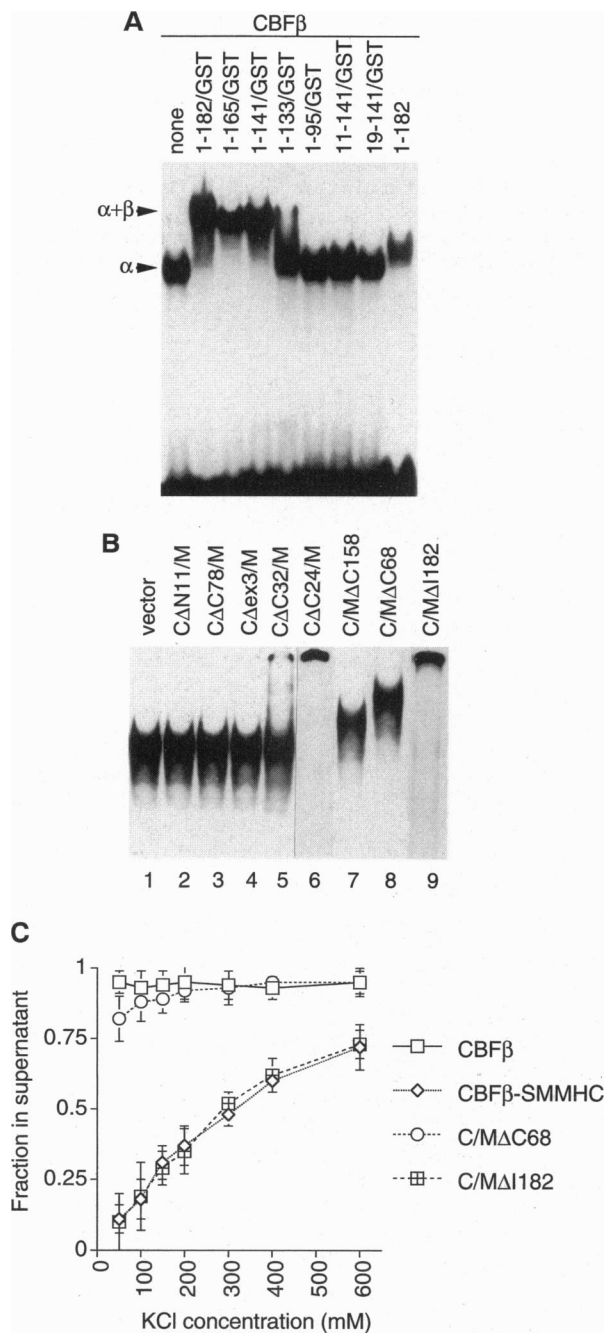 A
CBFβ
none
1-182/GST
1-165/GST
1-141/GST
1-133/GST
1-95/GST
11-141/GST
19-141/GST
1-182
α+β
α
B
vector
CΔN11/M
CΔC78/M
CΔex3/M
CΔC32/M
CΔC24/M
C/MΔC158
C/MΔC68
C/MΔI182
1 2 3 4 5 6 7 8 9
C
Fraction in supernatant
1
0.75
0.5
0.25
0
0 100 200 300 400 500 600
KCl concentration (mM)
CBFβ
CBFβ-SMMHC
C/MΔC68
C/MΔI182